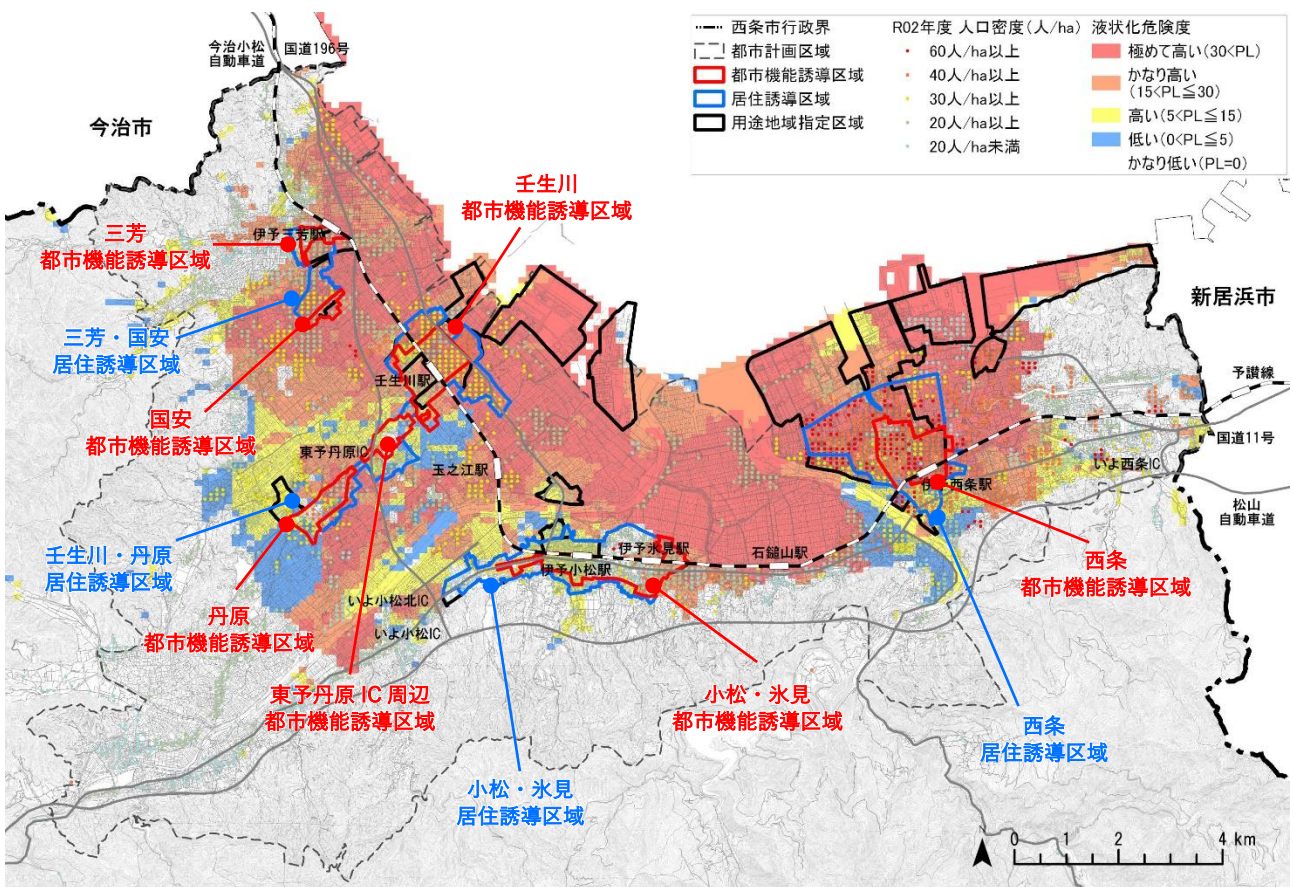 西条市行政界
都市計画区域
都市機能誘導区域
居住誘導区域
用途地域指定区域
R02年度 人口密度(人/ha)
60人/ha以上
40人/ha以上
30人/ha以上
20人/ha以上
20人/ha未満
液状化危険度
極めて高い(30<PL)
かなり高い
(15<PL≦30)
高い(5<PL≦15)
低い(0<PL≦5)
かなり低い(PL=0)
今治小松
自動車道
国道196号
今治市
壬生川
都市機能誘導区域
三芳
都市機能誘導区域
伊予三芳駅
三芳・国安
居住誘導区域
新居浜市
壬生川駅
予讃線
国安
都市機能誘導区域
国道11号
東予丹原IC
玉之江駅
いよ西条IC
伊予西条駅
松山
自動車道
壬生川・丹原
居住誘導区域
伊予氷見駅
石鎚山駅
伊予小松駅
西条
都市機能誘導区域
いよ小松北IC
丹原
都市機能誘導区域
いよ小松IC
東予丹原 IC 周辺
都市機能誘導区域
小松・氷見
都市機能誘導区域
西条
居住誘導区域
小松・氷見
居住誘導区域
0 1 2 4 km